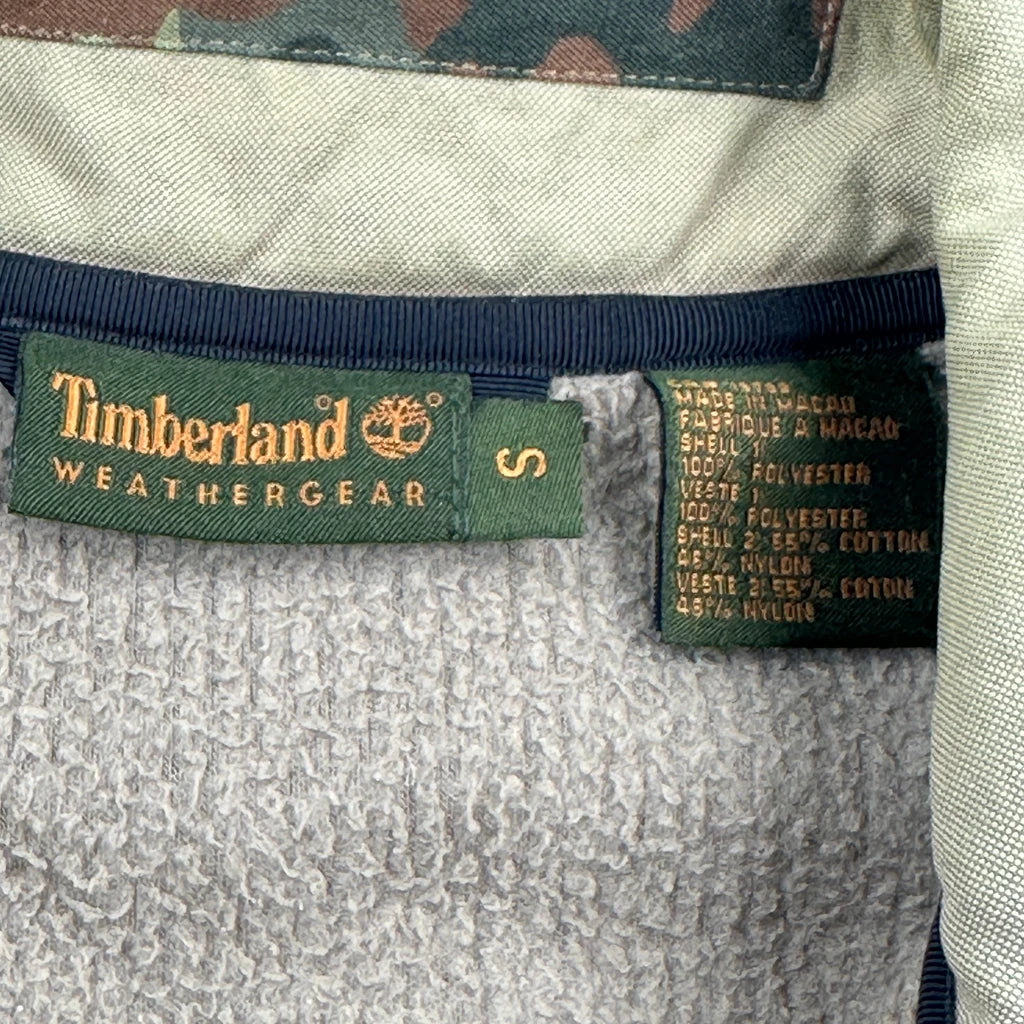 Timberland
WEATHERGEAR
S
MADE IN MACAU
FABRIQUE A MACAO
SHELL 1
100% POLYESTER
VESTE 1
100% POLYESTER
SHELL 2 55% COTTON
45% NYLON
VESTE 2 55% COTON
45% NYLON